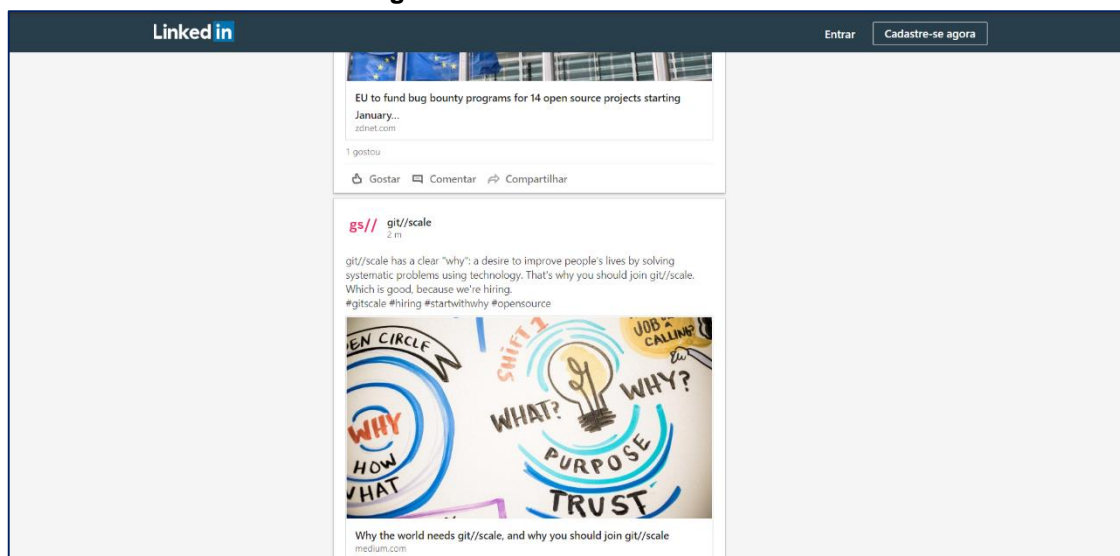 Linked in
Entrar
Cadastre-se agora
EU to fund bug bounty programs for 14 open source projects starting
January...
zdnet.com
1 gostou
Gostar
Comentar
Compartilhar
gs//
git//scale
2 m
git//scale has a clear "why": a desire to improve people's lives by solving
systematic problems using technology. That's why you should join git//scale.
Which is good, because we're hiring.
#gitscale #hiring #startwithwhy #opensource
EN CIRCLE
WHY
HOW
WHAT
SHIFT 1
WHAT?
WHY?
PURPOSE
TRUST
JOB
A
CALLING?
Why the world needs git//scale, and why you should join git//scale
medium.com